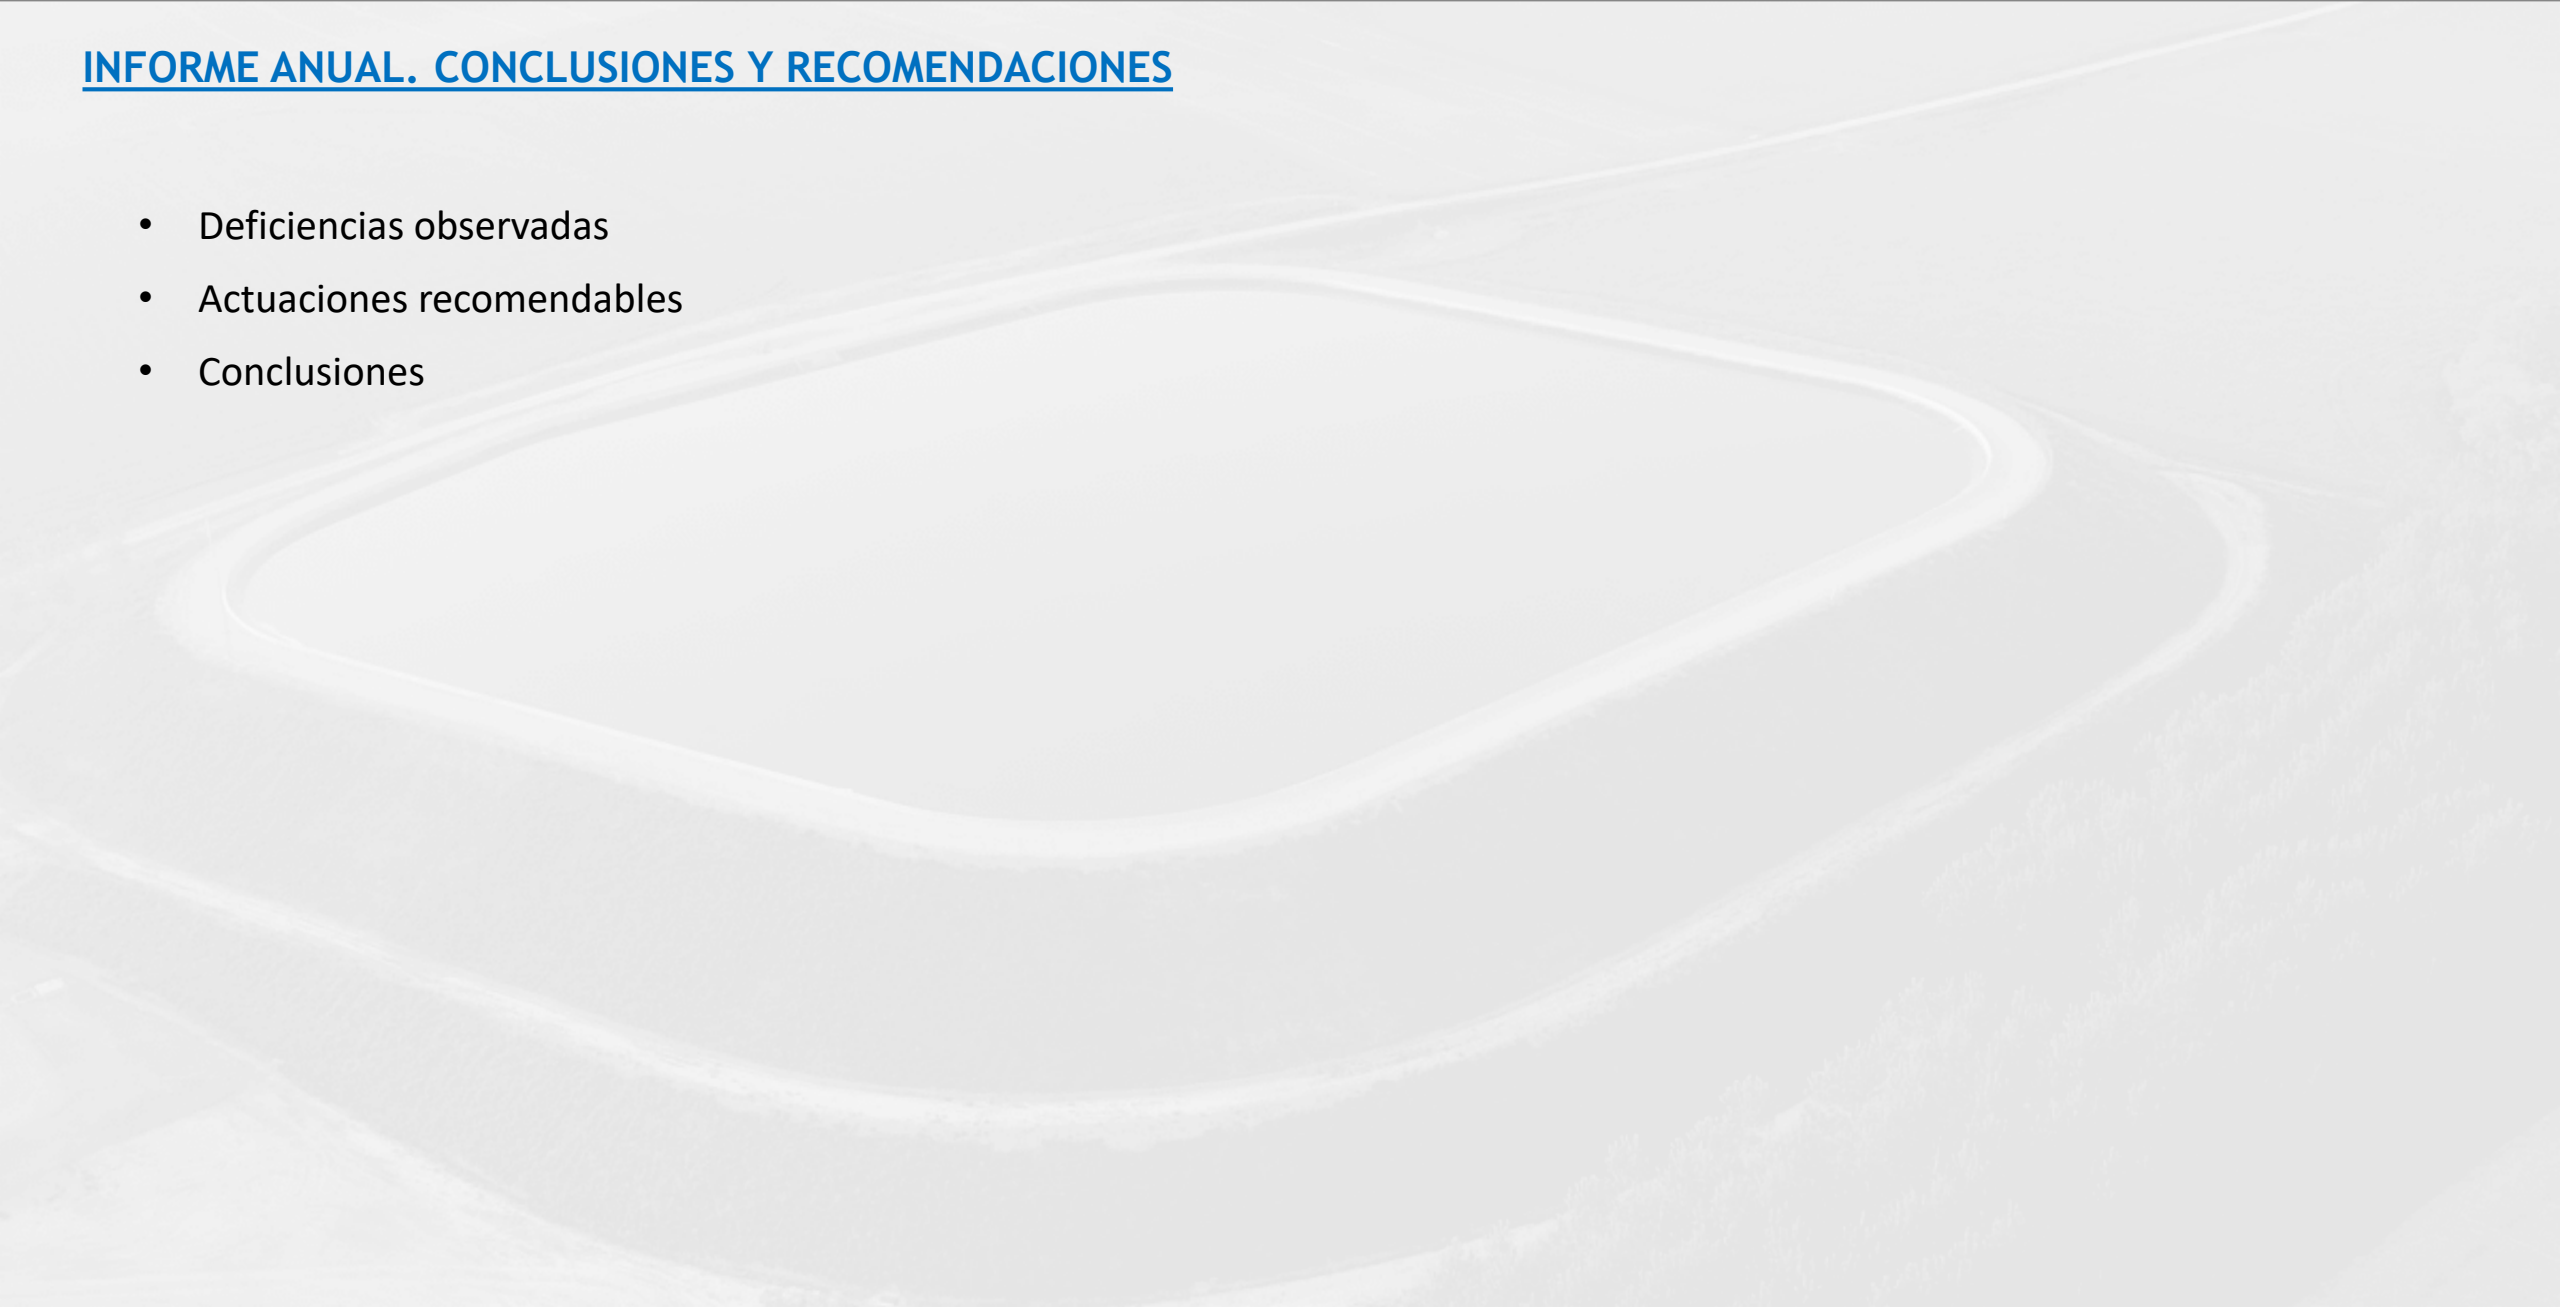 INFORME ANUAL. CONCLUSIONES Y RECOMENDACIONES
• Deficiencias observadas
• Actuaciones recomendables
• Conclusiones